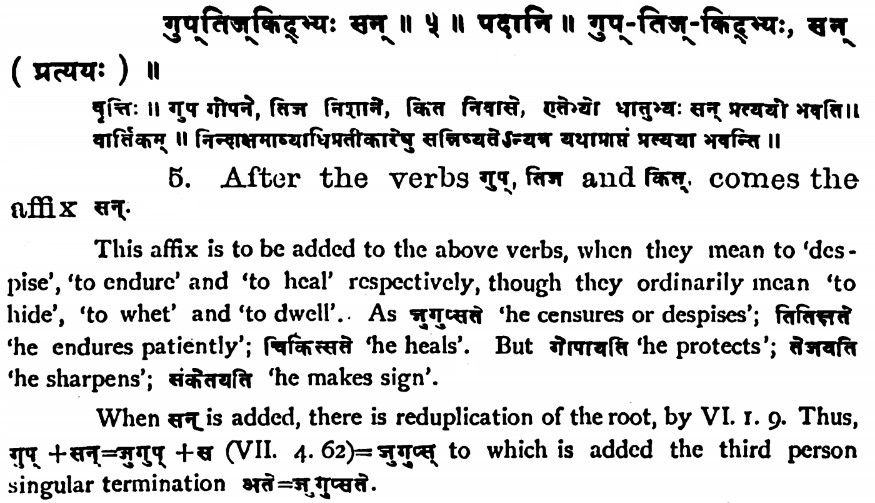 गुप्‌तिज्‌किद्‌भ्यः सन् ॥ ५ ॥ पदानि ॥ गुप्-तिज्-किद्‌भ्यः, सन्
( प्रत्ययः ) ॥
वृत्तिः ॥ गुप गोपने, तिज निशाने, कित निवासे, एतेभ्यो धातुभ्यः सन् प्रत्ययो भवति॥
वार्त्तिकम् ॥ निन्दाक्षमाव्याधिप्रतीकारेषु सन्निष्यतेऽन्यत्र यथाप्राप्तं प्रत्यया भवन्ति ॥
5. After the verbs गुप्, तिज and कित्. comes the
affix सन्.
This affix is to be added to the above verbs, when they mean to 'des-
pise', 'to endure' and 'to heal' respectively, though they ordinarily mean 'to
hide', 'to whet' and 'to dwell'.. As जुगुप्सते 'he censures or despises'; तितिक्षते
'he endures patiently'; चिकित्सते 'he heals'. But गोपायति 'he protects'; तेजयति
'he sharpens'; संकेतयति 'he makes sign'.
When सन् is added, there is reduplication of the root, by VI. 1. 9. Thus,
गुप् +सन्=जुगुप् +स (VII. 4. 62)=जुगुप्स् to which is added the third person
singular termination अते=जुगुप्सते.